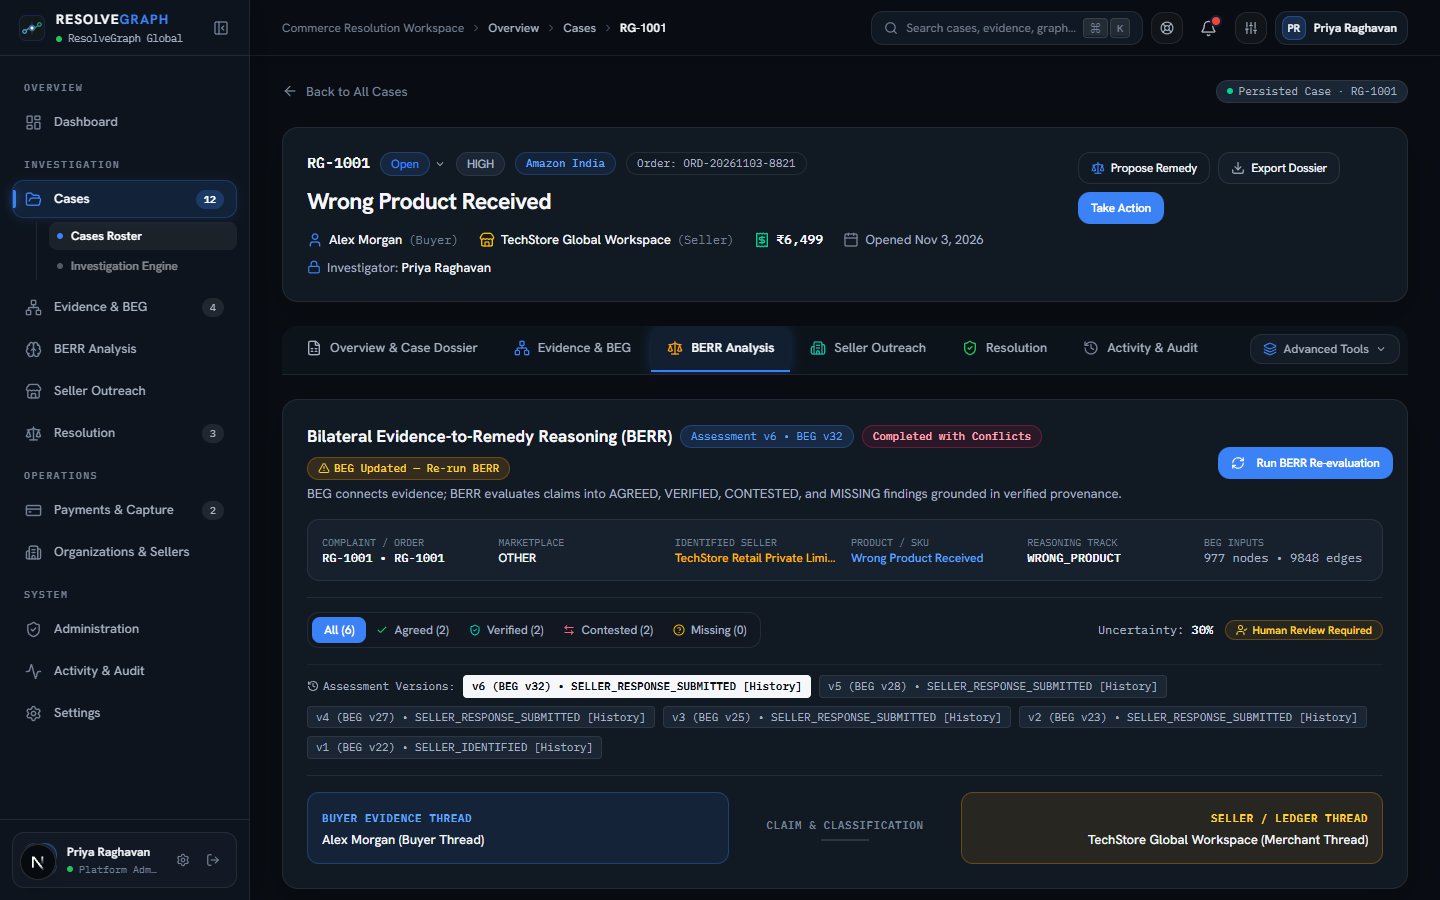 RESOLVEGRAPH
ResolveGraph Global
OVERVIEW
Dashboard
INVESTIGATION
Cases 12
Cases Roster
Investigation Engine
Evidence & BEG 4
BERR Analysis
Seller Outreach
Resolution 3
OPERATIONS
Payments & Capture 2
Organizations & Sellers
SYSTEM
Administration
Activity & Audit
Settings
N
Priya Raghavan
Platform Adm…
Commerce Resolution Workspace > Overview > Cases > RG-1001
Search cases, evidence, graph... ⌘ K
PR Priya Raghavan
← Back to All Cases
Persisted Case · RG-1001
RG-1001 Open HIGH Amazon India Order: ORD-20261103-8821
Propose Remedy Export Dossier
Wrong Product Received
Take Action
Alex Morgan (Buyer) TechStore Global Workspace (Seller) ₹6,499 Opened Nov 3, 2026
Investigator: Priya Raghavan
Overview & Case Dossier Evidence & BEG BERR Analysis Seller Outreach Resolution Activity & Audit Advanced Tools
Bilateral Evidence-to-Remedy Reasoning (BERR) Assessment v6 • BEG v32 Completed with Conflicts
BEG Updated — Re-run BERR
Run BERR Re-evaluation
BEG connects evidence; BERR evaluates claims into AGREED, VERIFIED, CONTESTED, and MISSING findings grounded in verified provenance.
COMPLAINT / ORDER MARKETPLACE IDENTIFIED SELLER PRODUCT / SKU REASONING TRACK BEG INPUTS
RG-1001 • RG-1001 OTHER TechStore Retail Private Limi... Wrong Product Received WRONG_PRODUCT 977 nodes • 9848 edges
All (6) Agreed (2) Verified (2) Contested (2) Missing (0) Uncertainty: 30% Human Review Required
Assessment Versions: v6 (BEG v32) • SELLER_RESPONSE_SUBMITTED [History] v5 (BEG v28) • SELLER_RESPONSE_SUBMITTED [History]
v4 (BEG v27) • SELLER_RESPONSE_SUBMITTED [History] v3 (BEG v25) • SELLER_RESPONSE_SUBMITTED [History] v2 (BEG v23) • SELLER_RESPONSE_SUBMITTED [History]
v1 (BEG v22) • SELLER_IDENTIFIED [History]
BUYER EVIDENCE THREAD
Alex Morgan (Buyer Thread)
CLAIM & CLASSIFICATION
SELLER / LEDGER THREAD
TechStore Global Workspace (Merchant Thread)